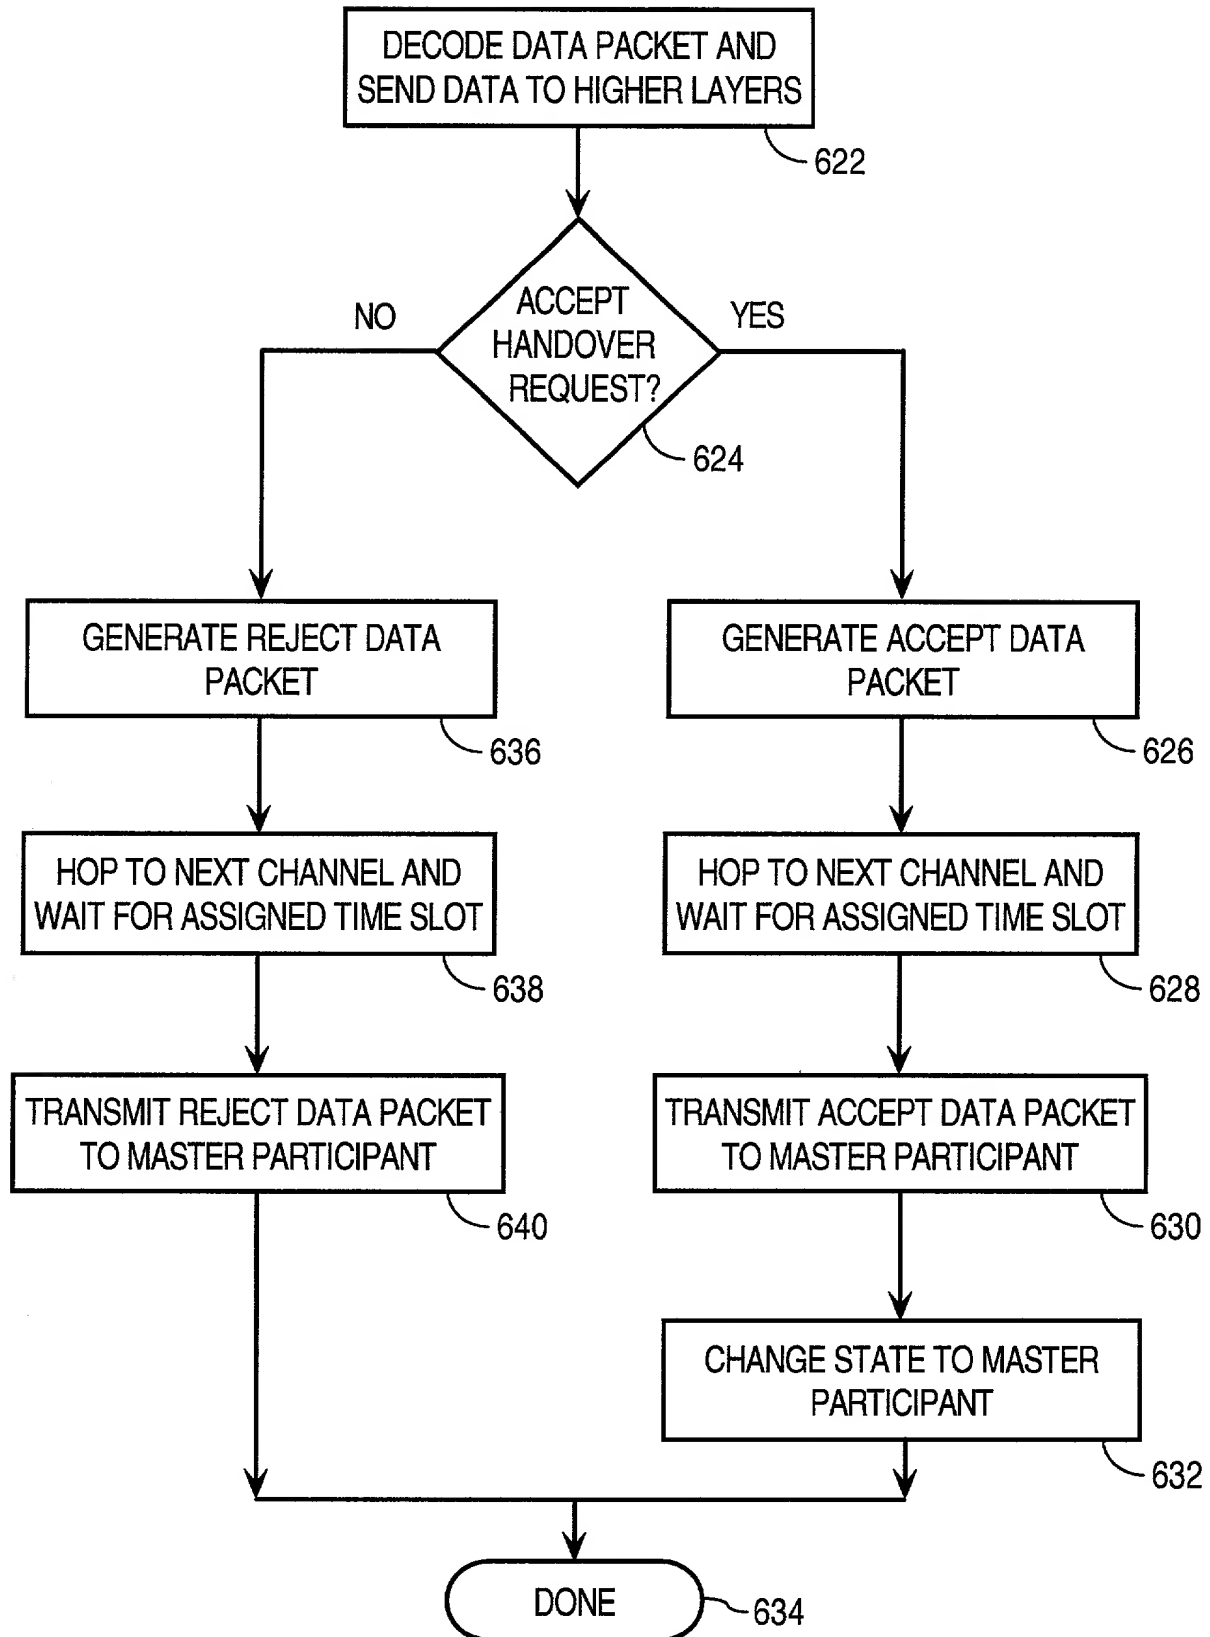 DECODE DATA PACKET AND
SEND DATA TO HIGHER LAYERS
622
ACCEPT
HANDOVER
REQUEST?
NO
YES
624
GENERATE REJECT DATA
PACKET
636
GENERATE ACCEPT DATA
PACKET
626
HOP TO NEXT CHANNEL AND
WAIT FOR ASSIGNED TIME SLOT
638
HOP TO NEXT CHANNEL AND
WAIT FOR ASSIGNED TIME SLOT
628
TRANSMIT REJECT DATA PACKET
TO MASTER PARTICIPANT
640
TRANSMIT ACCEPT DATA PACKET
TO MASTER PARTICIPANT
630
CHANGE STATE TO MASTER
PARTICIPANT
632
DONE
634